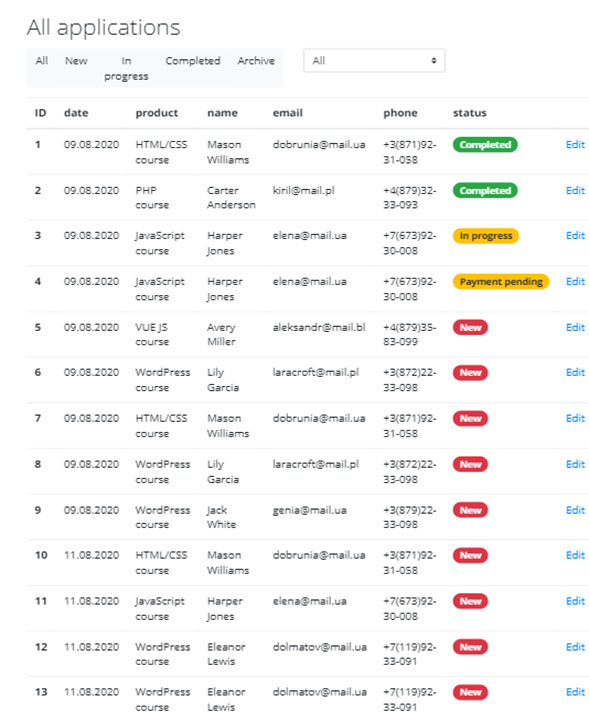 All applications
All New In Completed Archive All
progress
ID date product name email phone status
1 09.08.2020 HTML/CSS Mason dobrunia@mail.ua +3(871)92- Completed Edit
course Williams 31-058
2 09.08.2020 PHP Carter kiril@mail.pl +4(879)32- Completed Edit
course Anderson 33-093
3 09.08.2020 JavaScript Harper elena@mail.ua +7(673)92- In progress Edit
course Jones 30-008
4 09.08.2020 JavaScript Harper elena@mail.ua +7(673)92- Payment pending Edit
course Jones 30-008
5 09.08.2020 VUE JS Avery aleksandr@mail.bl +4(879)35- New Edit
course Miller 83-099
6 09.08.2020 WordPress Lily laracroft@mail.pl +3(872)22- New Edit
course Garcia 33-098
7 09.08.2020 HTML/CSS Mason dobrunia@mail.ua +3(871)92- New Edit
course Williams 31-058
8 09.08.2020 WordPress Lily laracroft@mail.pl +3(872)22- New Edit
course Garcia 33-098
9 09.08.2020 WordPress Jack genia@mail.ua +3(879)22- New Edit
course White 33-098
10 11.08.2020 HTML/CSS Mason dobrunia@mail.ua +3(871)92- New Edit
course Williams 31-058
11 11.08.2020 JavaScript Harper elena@mail.ua +7(673)92- New Edit
course Jones 30-008
12 11.08.2020 WordPress Eleanor dolmatov@mail.ua +7(119)92- New Edit
course Lewis 33-091
13 11.08.2020 WordPress Eleanor dolmatov@mail.ua +7(119)92- New Edit
course Lewis 33-091